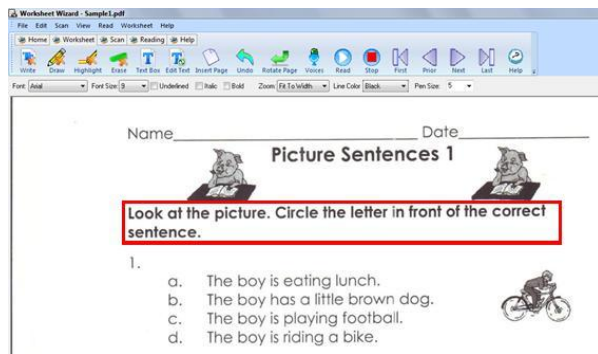 Worksheet Wizard - Sample1.pdf
File Edit Scan View Read Worksheet Help
Home Worksheet Scan Reading Help
Write Draw Highlight Erase Text Box Edit Text Insert Page Undo Rotate Page Voices Read Stop First Prior Next Last Help
Font: Arial Font Size: 9 Underlined Italic Bold Zoom: Fit To Width Line Color: Black Pen Size: 5
Name Date
Picture Sentences 1
Look at the picture. Circle the letter in front of the correct
sentence.
1.
a. The boy is eating lunch.
b. The boy has a little brown dog.
c. The boy is playing football.
d. The boy is riding a bike.